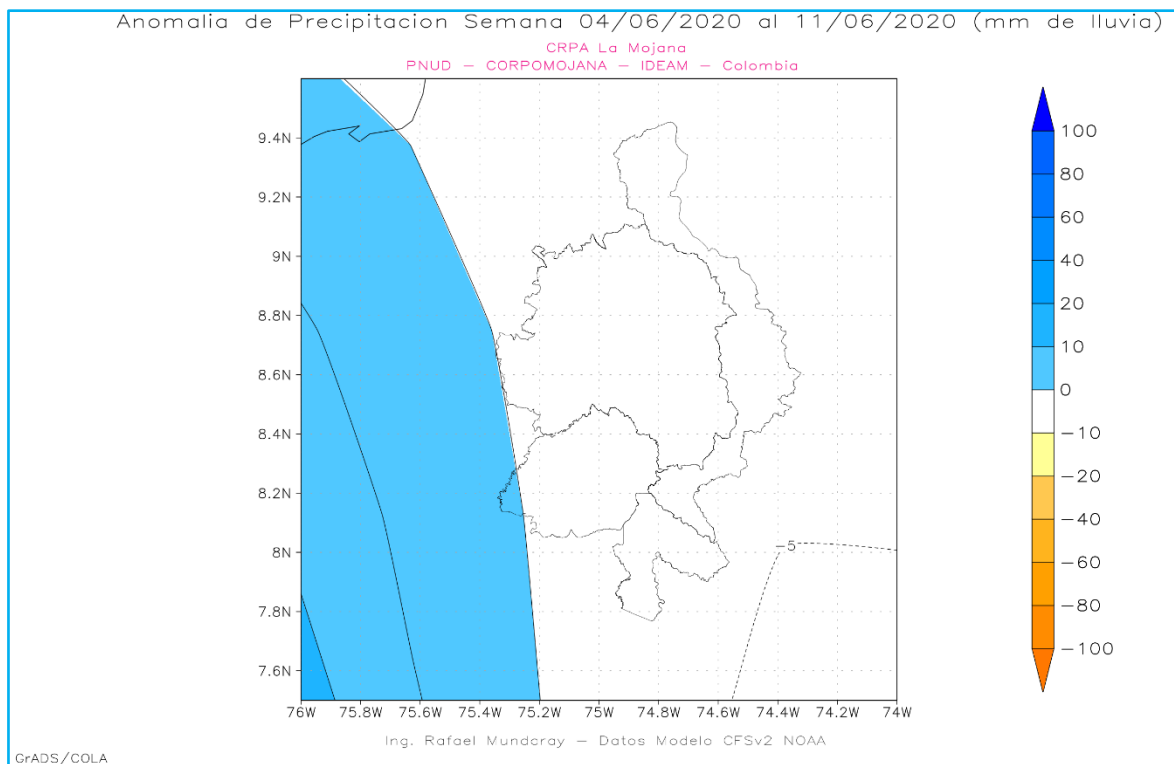 Anomalia de Precipitacion Semana 04/06/2020 al 11/06/2020 (mm de lluvia)
CRPA La Mojana
PNUD – CORPOMOJANA – IDEAM – Colombia
9.4N
9.2N
9N
8.8N
8.6N
8.4N
8.2N
8N
7.8N
7.6N
-5
76W 75.8W 75.6W 75.4W 75.2W 75W 74.8W 74.6W 74.4W 74.2W 74W
100
80
60
40
20
10
0
-10
-20
-40
-60
-80
-100
Ing. Rafael Mundcray – Datos Modelo CFSv2 NOAA
GrADS/COLA